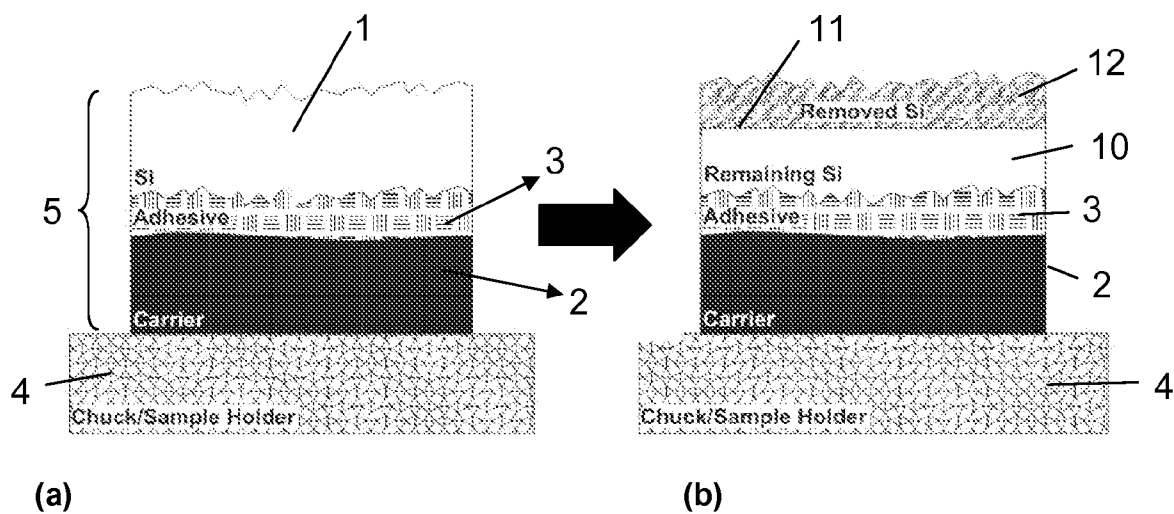 1
Si
3
Adhesive
5
2
Carrier
4
Chuck/Sample Holder
(a)
11
12
Removed Si
10
Remaining Si
Adhesive
3
2
Carrier
4
Chuck/Sample Holder
(b)